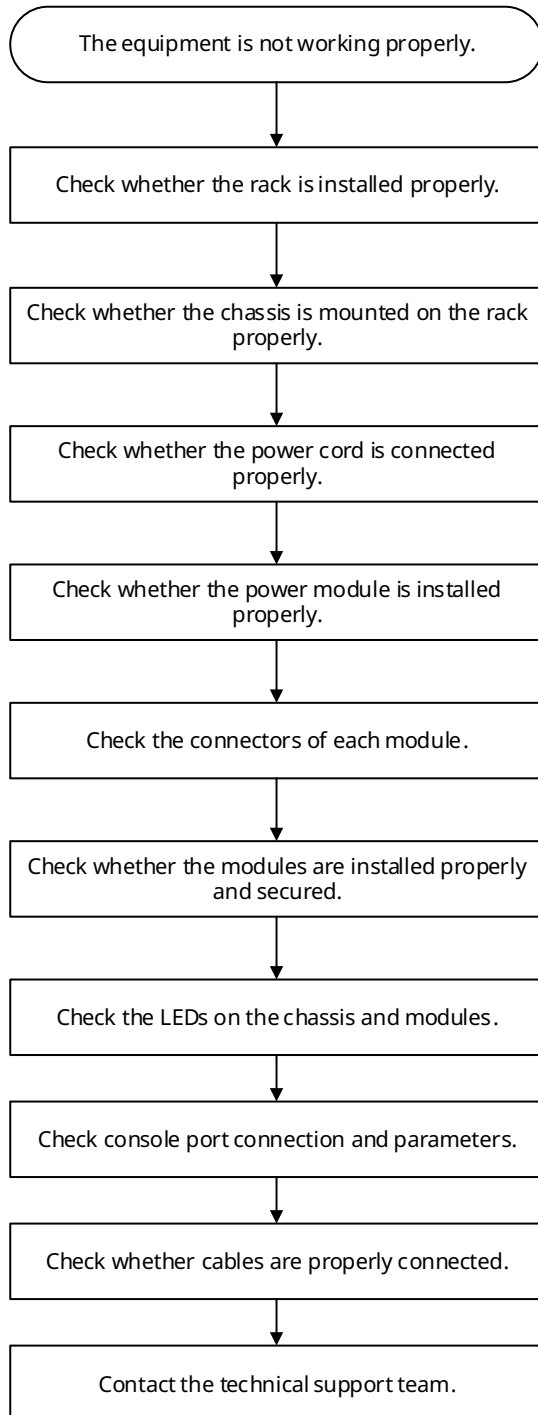 The equipment is not working properly.
Check whether the rack is installed properly.
Check whether the chassis is mounted on the rack
properly.
Check whether the power cord is connected
properly.
Check whether the power module is installed
properly.
Check the connectors of each module.
Check whether the modules are installed properly
and secured.
Check the LEDs on the chassis and modules.
Check console port connection and parameters.
Check whether cables are properly connected.
Contact the technical support team.